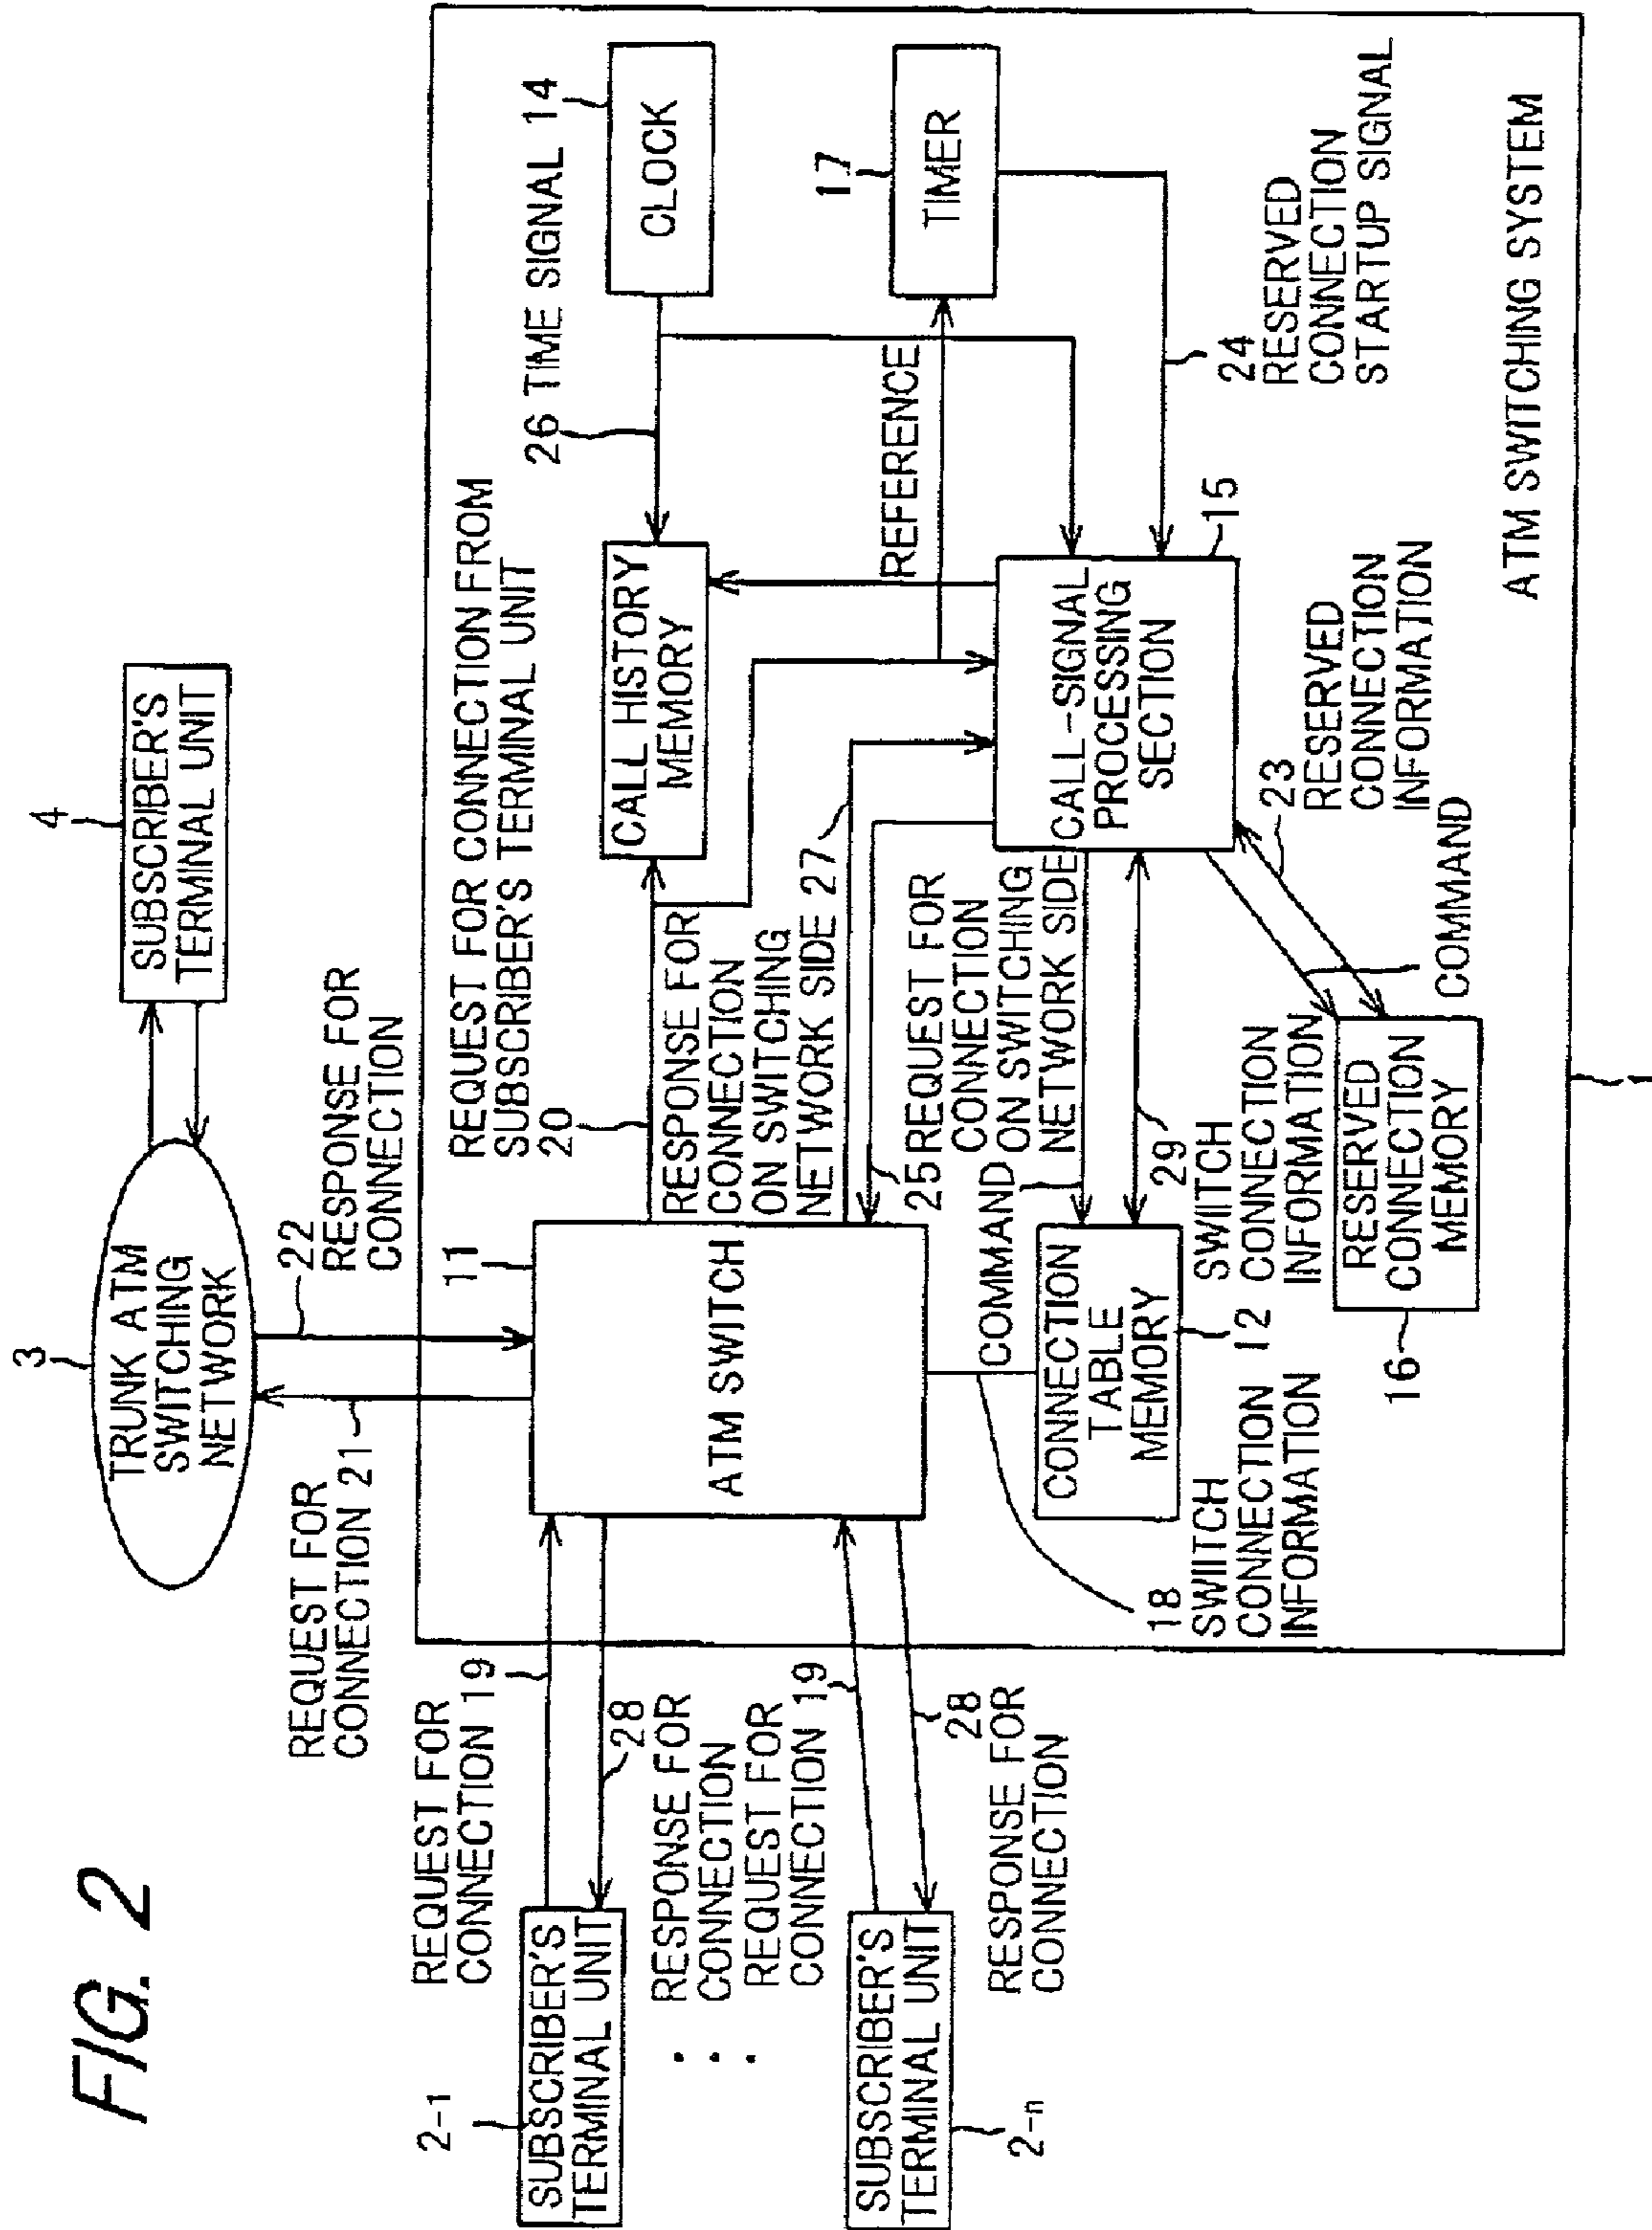 FIG. 2
3
TRUNK ATM
SWITCHING
NETWORK
4
SUBSCRIBER'S
TERMINAL UNIT
REQUEST FOR
CONNECTION 21
22
RESPONSE FOR
CONNECTION
2-1
SUBSCRIBER'S
TERMINAL UNIT
REQUEST FOR
CONNECTION 19
28
RESPONSE FOR
CONNECTION
REQUEST FOR
CONNECTION 19
SUBSCRIBER'S
TERMINAL UNIT
2-n
28
RESPONSE FOR
CONNECTION
11
ATM SWITCH
REQUEST FOR CONNECTION FROM
SUBSCRIBER'S TERMINAL UNIT
20
26 TIME SIGNAL 14
CLOCK
CALL HISTORY
MEMORY
RESPONSE FOR
CONNECTION
ON SWITCHING
NETWORK SIDE 27
REFERENCE
17
TIMER
25 REQUEST FOR
CONNECTION
ON SWITCHING
NETWORK SIDE
COMMAND
CALL-SIGNAL
PROCESSING
SECTION
15
24
RESERVED
CONNECTION
STARTUP SIGNAL
CONNECTION
TABLE
MEMORY
12
18
SWIITCH
CONNECTION
INFORMATION
29
SWIITCH
CONNECTION
INFORMATION
23
RESERVED
CONNECTION
INFORMATION
COMMAND
RESERVED
CONNECTION
MEMORY
16
ATM SWITCHING SYSTEM
1